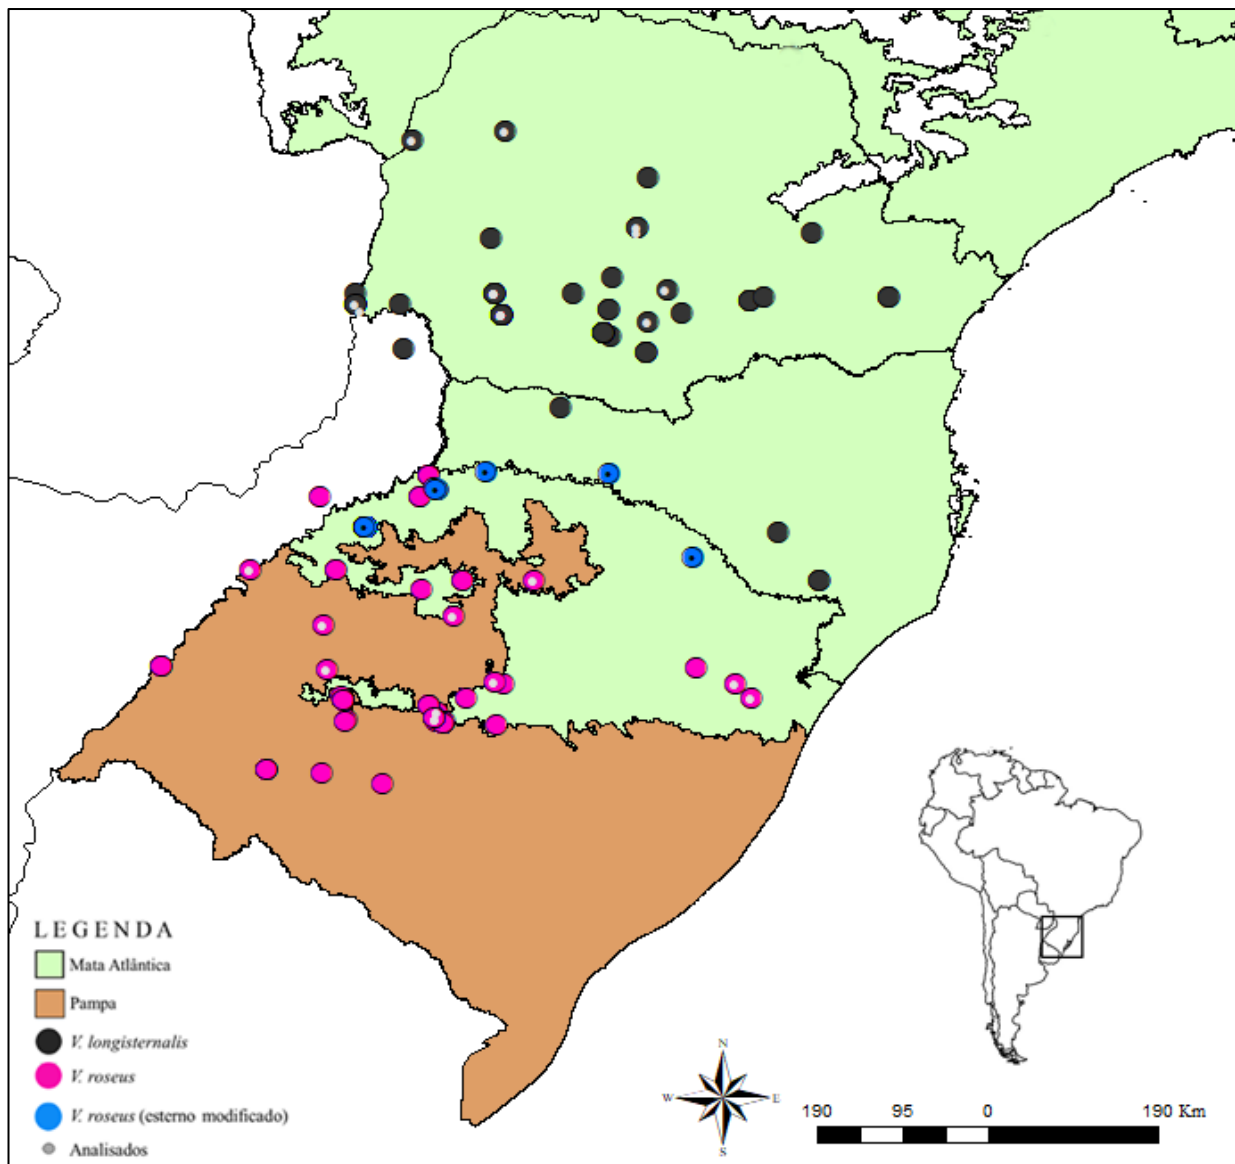 LEGENDA
Mata Atlântica
Pampa
V. longisternalis
V. roseus
V. roseus (esterno modificado)
Analisados
N
W E
S
190 95 0 190 Km